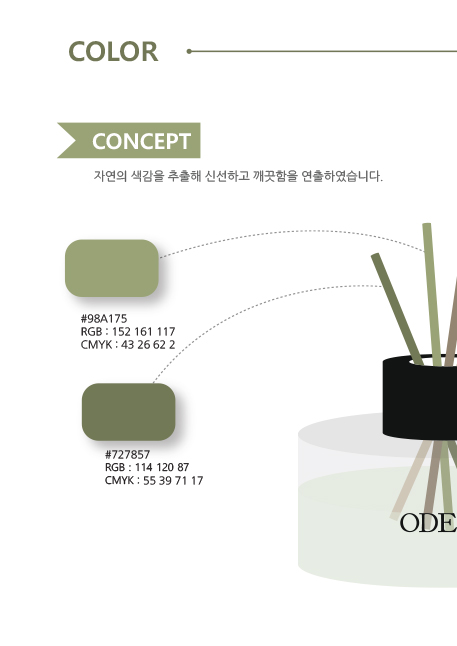 COLOR
CONCEPT
자연의 색감을 추출해 신선하고 깨끗함을 연출하였습니다.
#98A175
RGB : 152 161 117
CMYK : 43 26 62 2
#727857
RGB : 114 120 87
CMYK : 55 39 71 17
ODE